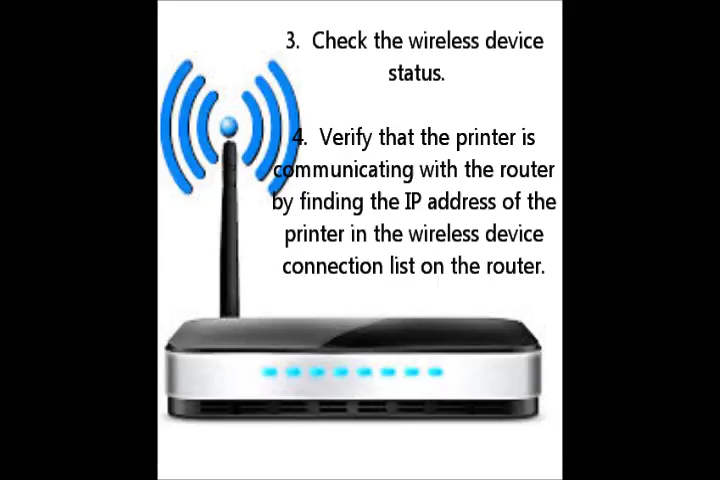 3. Check the wireless device
status.
4. Verify that the printer is
communicating with the router
by finding the IP address of the
printer in the wireless device
connection list on the router.